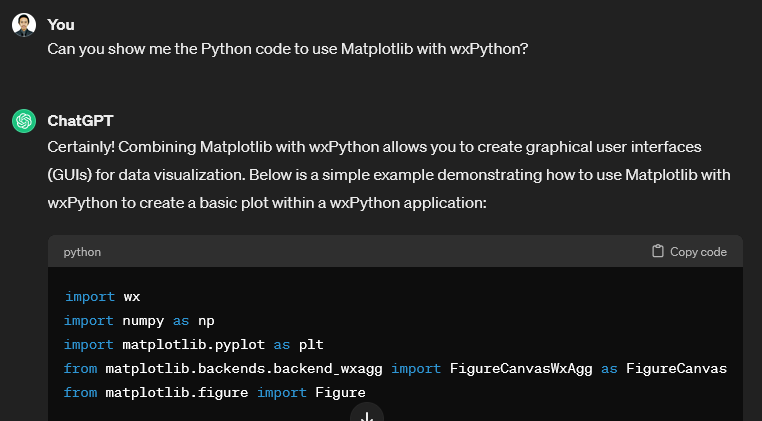 You
Can you show me the Python code to use Matplotlib with wxPython?
ChatGPT
Certainly! Combining Matplotlib with wxPython allows you to create graphical user interfaces
(GUIs) for data visualization. Below is a simple example demonstrating how to use Matplotlib with
wxPython to create a basic plot within a wxPython application:
python Copy code
import wx
import numpy as np
import matplotlib.pyplot as plt
from matplotlib.backends.backend_wxagg import FigureCanvasWxAgg as FigureCanvas
from matplotlib.figure import Figure